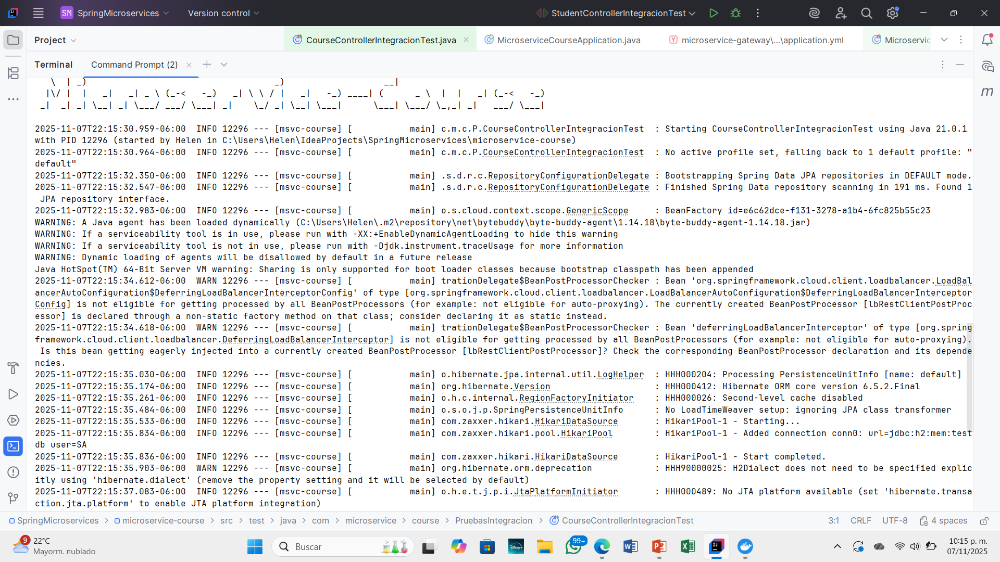 SM SpringMicroservices Version control StudentControllerIntegracionTest
Project CourseControllerIntegracionTest.java MicroserviceCourseApplication.java microservice-gateway\...\application.yml Microservic
Terminal Command Prompt (2)
\  | _)                                    _)                   __|
|\/ |  |   _|   _| _ \ (_-<   -_)   _| \ \ / |   _|   -_) ____| (      _ \  |  |   _| (_-<   -_)
_|  _| _| \__| _| \___/ ___/ \___| _|    \_/ _| \__| \___|      \___| \___/ \_,_| _|   ___/ \___|
2025-11-07T22:15:30.959-06:00  INFO 12296 --- [msvc-course] [           main] c.m.c.P.CourseControllerIntegracionTest  : Starting CourseControllerIntegracionTest using Java 21.0.1
with PID 12296 (started by Helen in C:\Users\Helen\IdeaProjects\SpringMicroservices\microservice-course)
2025-11-07T22:15:30.964-06:00  INFO 12296 --- [msvc-course] [           main] c.m.c.P.CourseControllerIntegracionTest  : No active profile set, falling back to 1 default profile: "
default"
2025-11-07T22:15:32.350-06:00  INFO 12296 --- [msvc-course] [           main] .s.d.r.c.RepositoryConfigurationDelegate : Bootstrapping Spring Data JPA repositories in DEFAULT mode.
2025-11-07T22:15:32.547-06:00  INFO 12296 --- [msvc-course] [           main] .s.d.r.c.RepositoryConfigurationDelegate : Finished Spring Data repository scanning in 191 ms. Found 1
JPA repository interface.
2025-11-07T22:15:32.983-06:00  INFO 12296 --- [msvc-course] [           main] o.s.cloud.context.scope.GenericScope     : BeanFactory id=e6c62dce-f131-3278-a1b4-6fc825b55c23
WARNING: A Java agent has been loaded dynamically (C:\Users\Helen\.m2\repository\net\bytebuddy\byte-buddy-agent\1.14.18\byte-buddy-agent-1.14.18.jar)
WARNING: If a serviceability tool is in use, please run with -XX:+EnableDynamicAgentLoading to hide this warning
WARNING: If a serviceability tool is not in use, please run with -Djdk.instrument.traceUsage for more information
WARNING: Dynamic loading of agents will be disallowed by default in a future release
Java HotSpot(TM) 64-Bit Server VM warning: Sharing is only supported for boot loader classes because bootstrap classpath has been appended
2025-11-07T22:15:34.612-06:00  WARN 12296 --- [msvc-course] [           main] trationDelegate$BeanPostProcessorChecker : Bean 'org.springframework.cloud.client.loadbalancer.LoadBal
ancerAutoConfiguration$DeferringLoadBalancerInterceptorConfig' of type [org.springframework.cloud.client.loadbalancer.LoadBalancerAutoConfiguration$DeferringLoadBalancerInterceptor
Config] is not eligible for getting processed by all BeanPostProcessors (for example: not eligible for auto-proxying). The currently created BeanPostProcessor [lbRestClientPostProc
essor] is declared through a non-static factory method on that class; consider declaring it as static instead.
2025-11-07T22:15:34.618-06:00  WARN 12296 --- [msvc-course] [           main] trationDelegate$BeanPostProcessorChecker : Bean 'deferringLoadBalancerInterceptor' of type [org.spring
framework.cloud.client.loadbalancer.DeferringLoadBalancerInterceptor] is not eligible for getting processed by all BeanPostProcessors (for example: not eligible for auto-proxying).
Is this bean getting eagerly injected into a currently created BeanPostProcessor [lbRestClientPostProcessor]? Check the corresponding BeanPostProcessor declaration and its depende
ncies.
2025-11-07T22:15:35.030-06:00  INFO 12296 --- [msvc-course] [           main] o.hibernate.jpa.internal.util.LogHelper  : HHH000204: Processing PersistenceUnitInfo [name: default]
2025-11-07T22:15:35.174-06:00  INFO 12296 --- [msvc-course] [           main] org.hibernate.Version                    : HHH000412: Hibernate ORM core version 6.5.2.Final
2025-11-07T22:15:35.261-06:00  INFO 12296 --- [msvc-course] [           main] o.h.c.internal.RegionFactoryInitiator    : HHH000026: Second-level cache disabled
2025-11-07T22:15:35.484-06:00  INFO 12296 --- [msvc-course] [           main] o.s.o.j.p.SpringPersistenceUnitInfo      : No LoadTimeWeaver setup: ignoring JPA class transformer
2025-11-07T22:15:35.533-06:00  INFO 12296 --- [msvc-course] [           main] com.zaxxer.hikari.HikariDataSource       : HikariPool-1 - Starting...
2025-11-07T22:15:35.834-06:00  INFO 12296 --- [msvc-course] [           main] com.zaxxer.hikari.pool.HikariPool        : HikariPool-1 - Added connection conn0: url=jdbc:h2:mem:test
db user=SA
2025-11-07T22:15:35.836-06:00  INFO 12296 --- [msvc-course] [           main] com.zaxxer.hikari.HikariDataSource       : HikariPool-1 - Start completed.
2025-11-07T22:15:35.903-06:00  WARN 12296 --- [msvc-course] [           main] org.hibernate.orm.deprecation            : HHH90000025: H2Dialect does not need to be specified explic
itly using 'hibernate.dialect' (remove the property setting and it will be selected by default)
2025-11-07T22:15:37.083-06:00  INFO 12296 --- [msvc-course] [           main] o.h.e.t.j.p.i.JtaPlatformInitiator       : HHH000489: No JTA platform available (set 'hibernate.transa
ction.jta.platform' to enable JTA platform integration)
SpringMicroservices > microservice-course > src > test > java > com > microservice > course > PruebasIntegracion > CourseControllerIntegracionTest 3:1 CRLF UTF-8 4 spaces
9 22°C
Mayorm. nublado
Buscar
99+
10:15 p. m.
07/11/2025